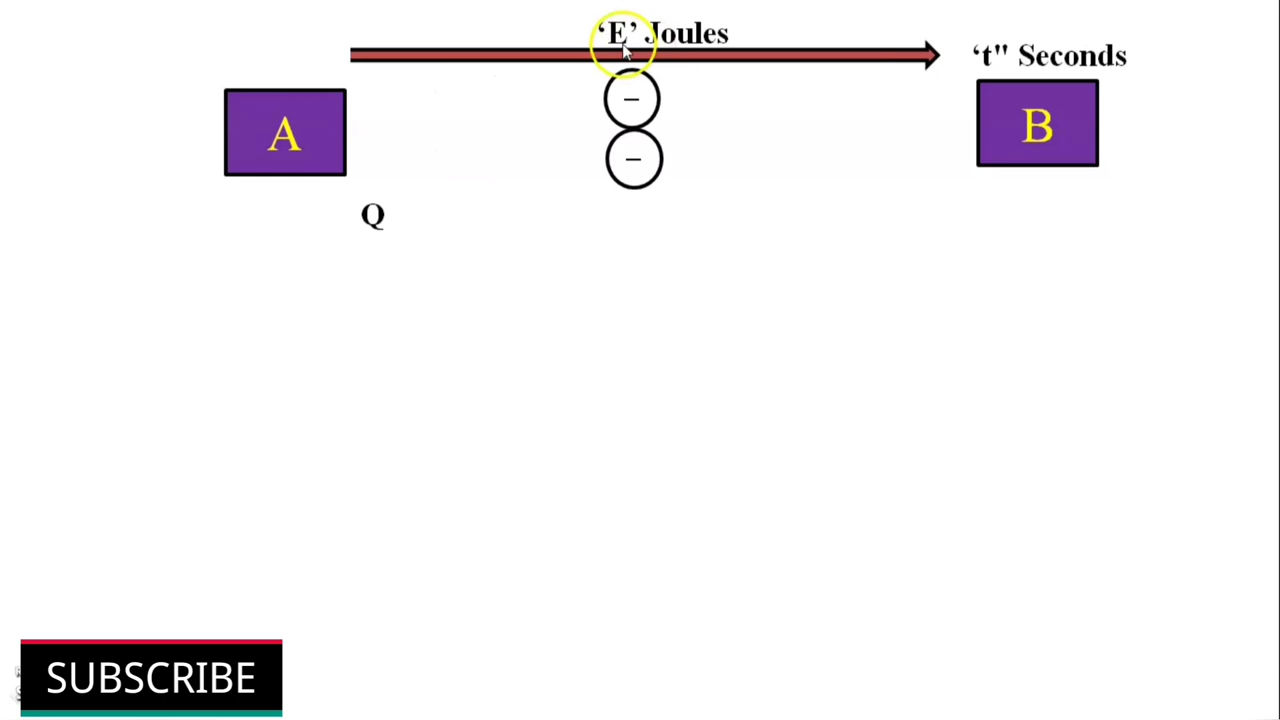 ‘E’ Joules
‘t" Seconds
A
B
–
–
Q
SUBSCRIBE